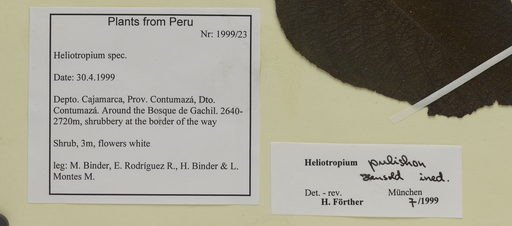 Plants from Peru
Nr: 1999/23
Heliotropium spec.
Date: 30.4.1999
Depto. Cajamarca, Prov. Contumazá, Dto.
Contumazá. Around the Bosque de Gachil. 2640-
2720m, shrubbery at the border of the way
Shrub, 3m, flowers white
leg: M. Binder, E. Rodríguez R., H. Binder & L.
Montes M.
Heliotropium
ined.
Det. - rev. München
H. Förther 7/1999